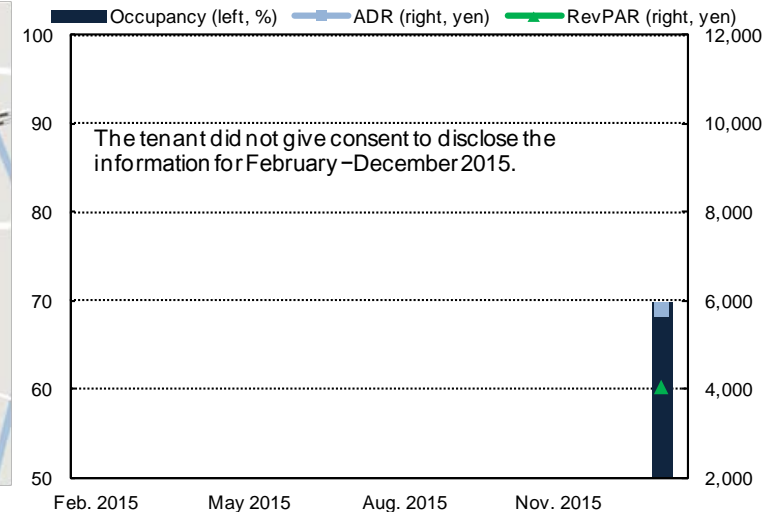 Occupancy (left, %) ADR (right, yen) RevPAR (right, yen)
100 12,000
The tenant did not give consent to disclose the
information for February –December 2015.
90 10,000
80 8,000
70 6,000
60 4,000
50 2,000
Feb. 2015 May 2015 Aug. 2015 Nov. 2015